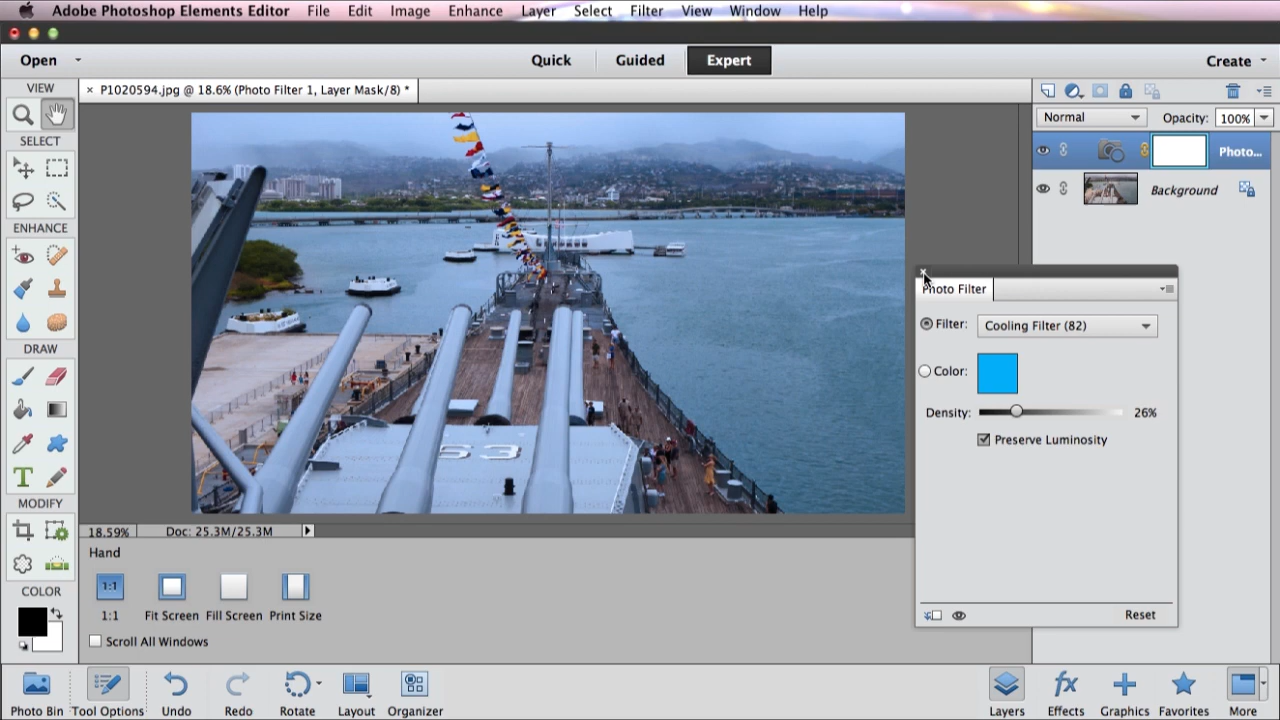 Adobe Photoshop Elements Editor File Edit Image Enhance Layer Select Filter View Window Help
Open Quick Guided Expert Create
VIEW × P1020594.jpg @ 18.6% (Photo Filter 1, Layer Mask/8) *
Normal Opacity: 100%
SELECT
Photo...
Background
ENHANCE
Photo Filter
Filter: Cooling Filter (82)
DRAW
Color:
Density: 26%
Preserve Luminosity
63
T
MODIFY
18.59% Doc: 25.3M/25.3M
Hand
COLOR
1:1
1:1 Fit Screen Fill Screen Print Size
Reset
Scroll All Windows
fx
Photo Bin Tool Options Undo Redo Rotate Layout Organizer Layers Effects Graphics Favorites More